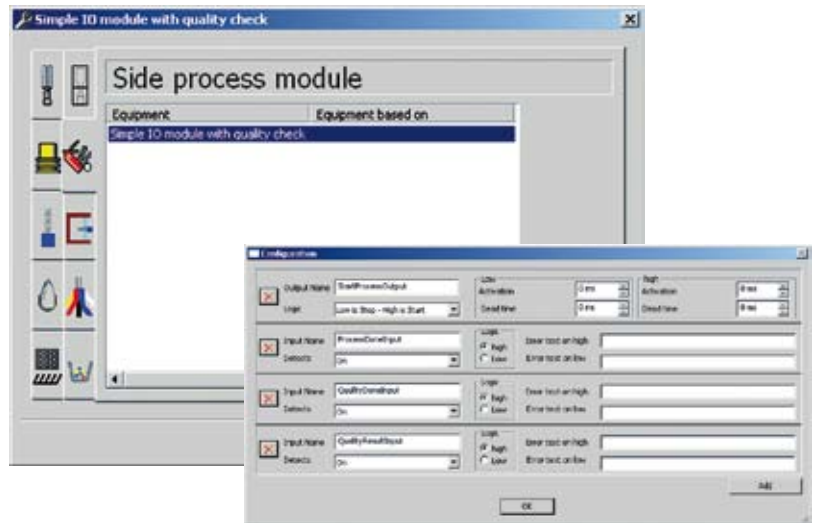 Simple IO module with quality check
Side process module
Equipment Equipment based on
Simple IO module with quality check
Configuration
Output Name StartProcessOutput Low Activation 0 ms High Activation 0 ms
Logic Low is Stop - High is Start Dead time 0 ms Dead time 0 ms
Input Name ProcessDoneInput Logic High Error text on high
Detects On Low Error text on low
Input Name QualityDoneInput Logic High Error text on high
Detects On Low Error text on low
Input Name QualityResultInput Logic High Error text on high
Detects On Low Error text on low
Add
OK